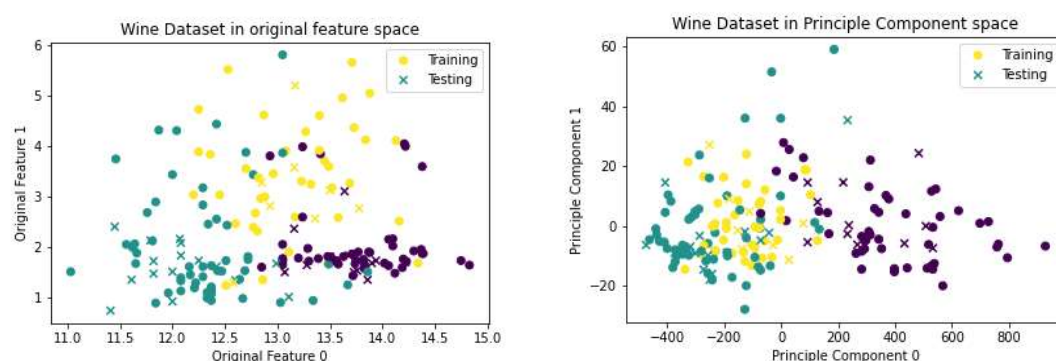 Wine Dataset in original feature space
Original Feature 1
6
5
4
3
2
1
Training
Testing
11.0 11.5 12.0 12.5 13.0 13.5 14.0 14.5 15.0
Original Feature 0
Wine Dataset in Principle Component space
Principle Component 1
60
40
20
0
−20
Training
Testing
−400 −200 0 200 400 600 800
Principle Component 0